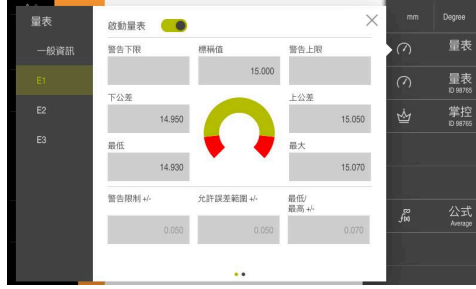 量表
一般資訊
E1
E2
E3
啟動量表
警告下限
標稱值
警告上限
15.000
下公差
上公差
14.950
15.050
最低
最大
14.930
15.070
警告限制 +/-
允許誤差範圍 +/-
最低/
最高 +/-
0.050
0.050
0.070
mm
Degree
量表
量表
ID 98765
掌控
ID 98765
公式
Average